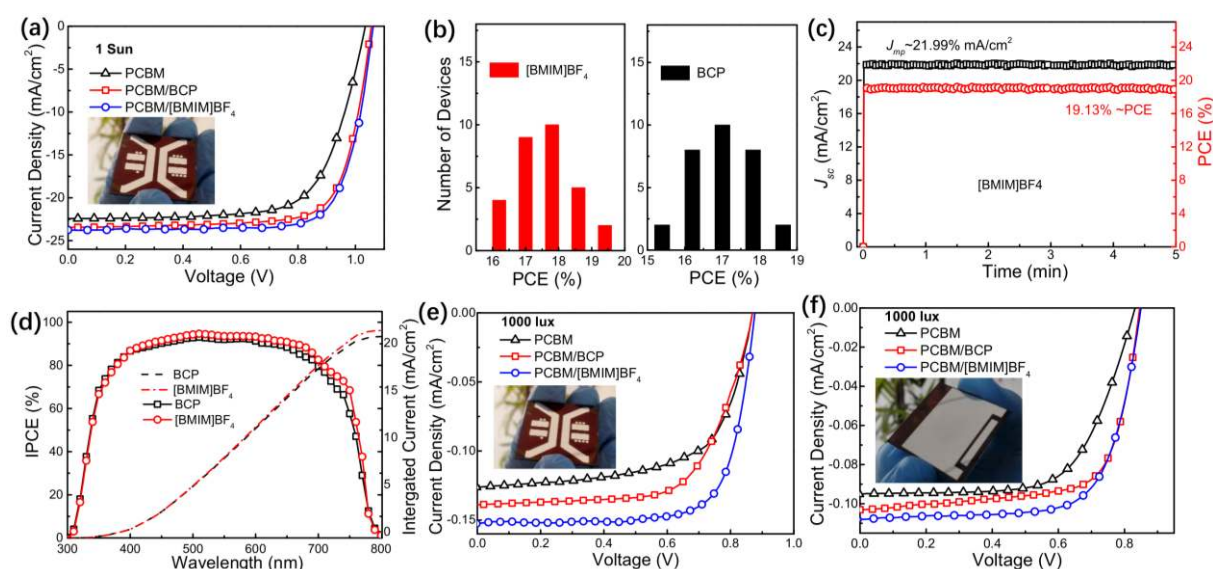 (a)
0
-5
-10
-15
-20
-25
Current Density (mA/cm²)
1 Sun
PCBM
PCBM/BCP
PCBM/[BMIM]BF₄
0.0 0.2 0.4 0.6 0.8 1.0
Voltage (V)
(b)
15
10
5
0
Number of Devices
[BMIM]BF₄
16 17 18 19 20
PCE (%)
BCP
15 16 17 18 19
PCE (%)
(c)
24
20
16
12
8
4
0
J_sc (mA/cm²)
J_mp~21.99% mA/cm²
19.13% ~PCE
[BMIM]BF4
24
20
16
12
8
4
0
PCE (%)
0 1 2 3 4 5
Time (min)
(d)
100
80
60
40
20
0
IPCE (%)
BCP
[BMIM]BF₄
BCP
[BMIM]BF₄
20
15
10
5
0
Intergated Current (mA/cm²)
300 400 500 600 700 800
Wavelength (nm)
(e)
0.00
-0.05
-0.10
-0.15
Current Density (mA/cm²)
1000 lux
PCBM
PCBM/BCP
PCBM/[BMIM]BF₄
0.0 0.2 0.4 0.6 0.8 1.0
Voltage (V)
(f)
0.00
-0.02
-0.04
-0.06
-0.08
-0.10
Current Density (mA/cm²)
1000 lux
PCBM
PCBM/BCP
PCBM/[BMIM]BF₄
0.0 0.2 0.4 0.6 0.8
Voltage (V)